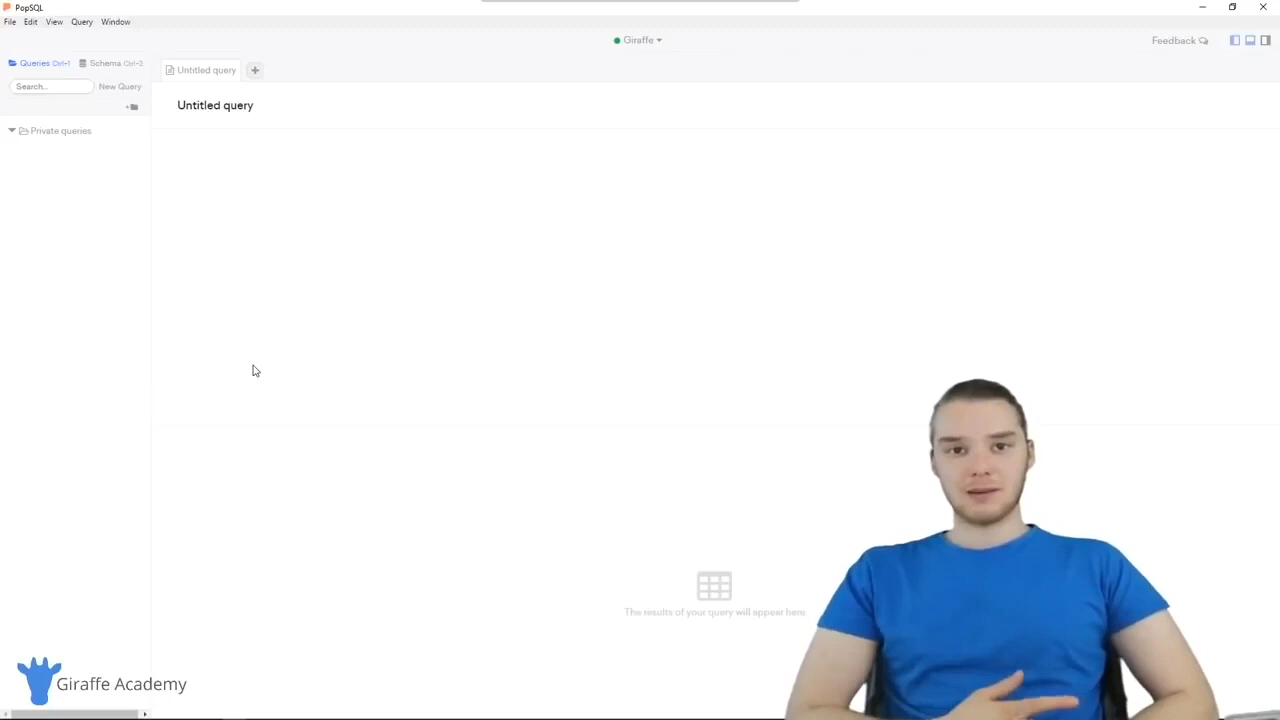 PopSQL
File Edit View Query Window
Giraffe
Feedback
Queries Ctrl-1 Schema Ctrl-2
Untitled query
Search... New Query
Untitled query
Private queries
The results of your query will appear here
Giraffe Academy